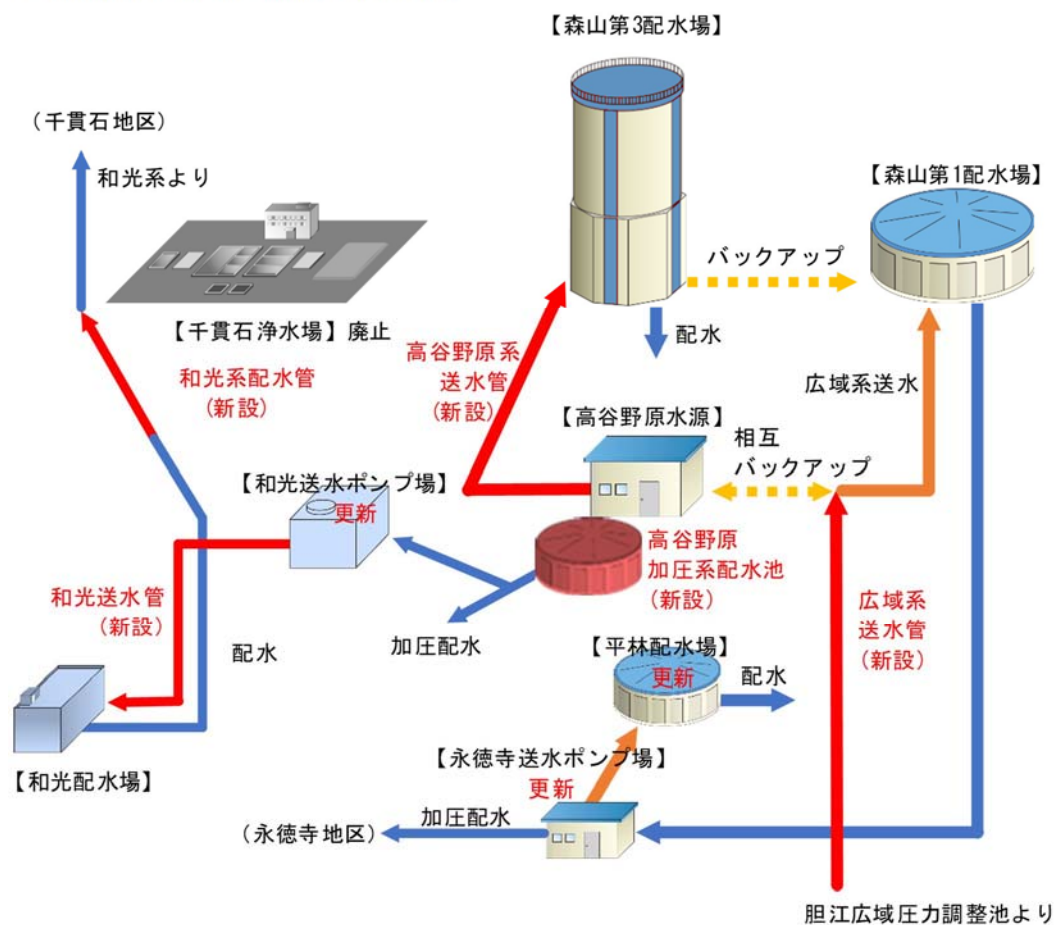 【森山第3配水場】
(千貫石地区)
和光系より
【森山第1配水場】
バックアップ
【千貫石浄水場】廃止
配水
和光系配水管
(新設)
高谷野原系
送水管
(新設)
広域系送水
【高谷野原水源】
相互
バックアップ
【和光送水ポンプ場】
更新
高谷野原
加圧系配水池
(新設)
和光送水管
(新設)
広域系
送水管
(新設)
配水
加圧配水
【平林配水場】
更新
配水
【和光配水場】
【永徳寺送水ポンプ場】
更新
加圧配水
(永徳寺地区)
胆江広域圧力調整池より